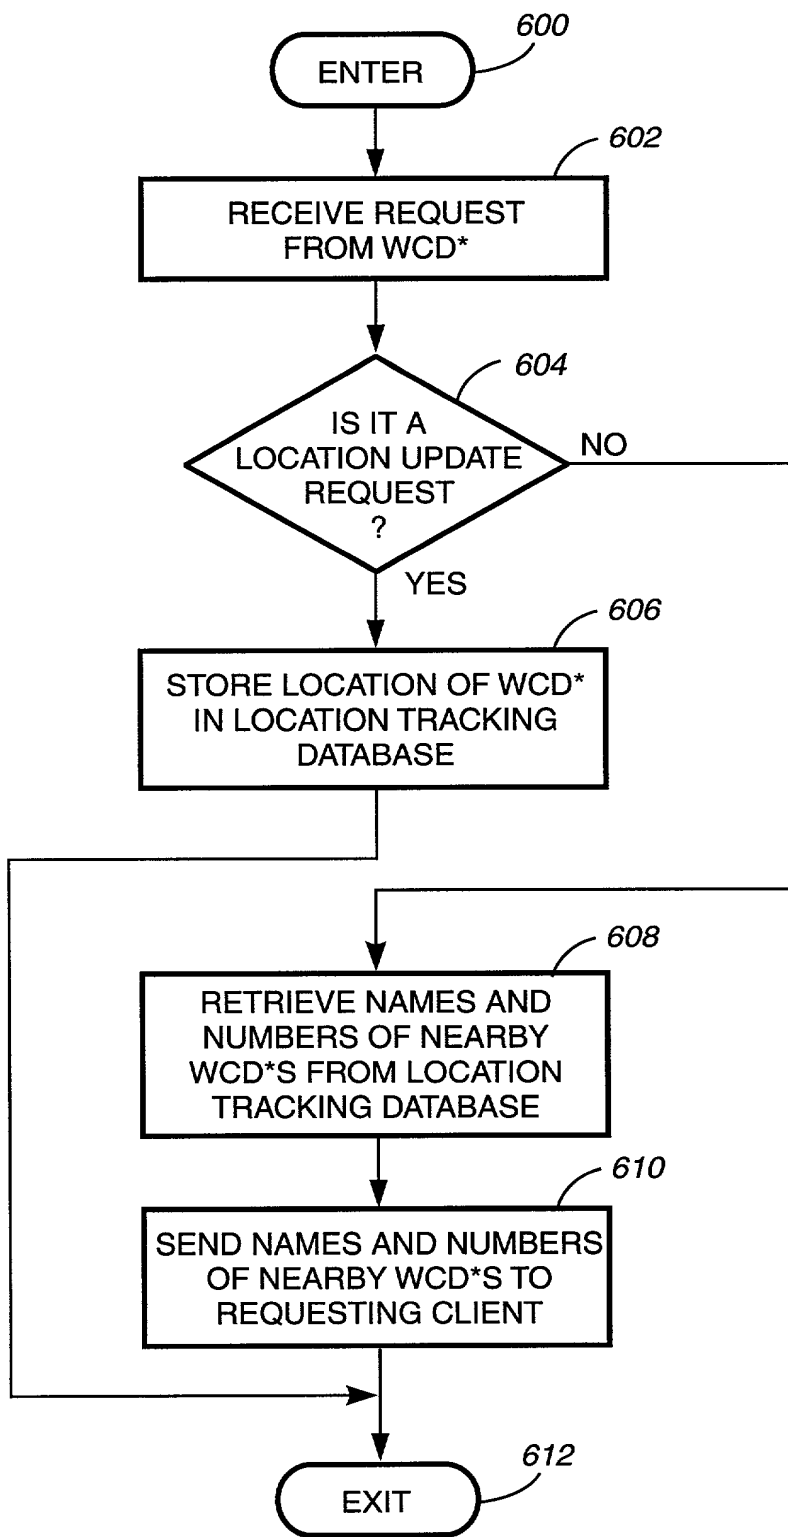 600
ENTER
602
RECEIVE REQUEST
FROM WCD*
604
IS IT A
LOCATION UPDATE
REQUEST
?
NO
YES
606
STORE LOCATION OF WCD*
IN LOCATION TRACKING
DATABASE
608
RETRIEVE NAMES AND
NUMBERS OF NEARBY
WCD*S FROM LOCATION
TRACKING DATABASE
610
SEND NAMES AND NUMBERS
OF NEARBY WCD*S TO
REQUESTING CLIENT
612
EXIT